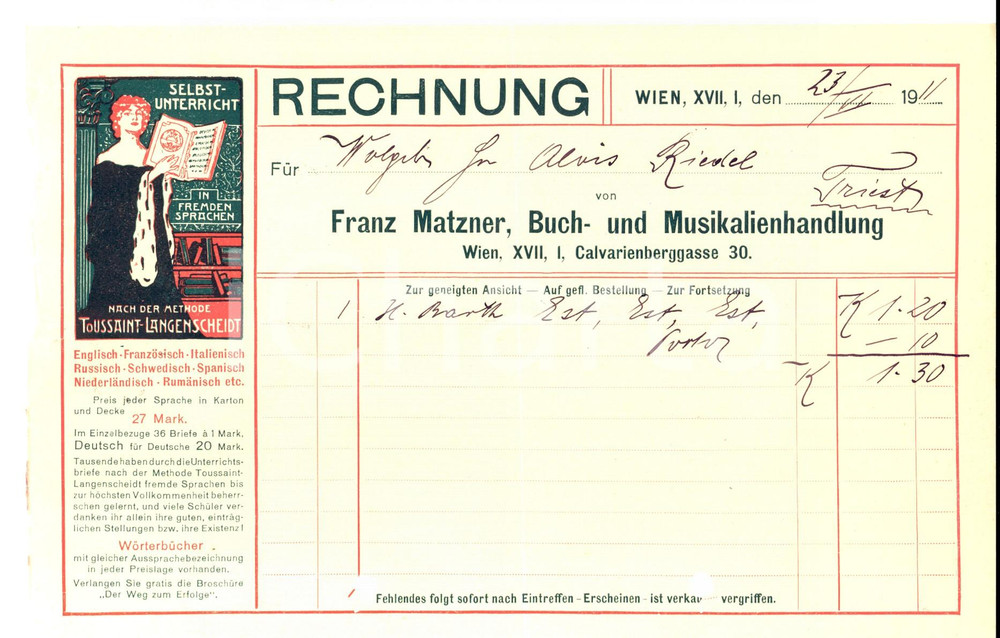 SELBST-
UNTERRICHT
IN
FREMDEN
SPRACHEN
NACH DER METHODE
TOUSSAINT-LANGENSCHEIDT
Englisch · Französisch · Italienisch
Russisch · Schwedisch · Spanisch
Niederländisch · Rumänisch etc.
Preis jeder Sprache in Karton
und Decke
27 Mark.
Im Einzelbezuge 36 Briefe à 1 Mark.
Deutsch für Deutsche 20 Mark.
Tausende haben durch die Unterrichts-
briefe nach der Methode Toussaint-
Langenscheidt fremde Sprachen bis
zur höchsten Vollkommenheit beherr-
schen gelernt, und viele Schüler ver-
danken ihr allein ihre guten, einträg-
lichen Stellungen bzw. ihre Existenz!
Wörterbücher
mit gleicher Aussprachebezeichnung
in jeder Preislage vorhanden.
Verlangen Sie gratis die Broschüre
„Der Weg zum Erfolge“.
RECHNUNG
WIEN, XVII, I, den 23/VI 1911
Für Wolgeb Hr Alois Riedel
Triest
von
Franz Matzner, Buch- und Musikalienhandlung
Wien, XVII, I, Calvarienberggasse 30.
Zur geneigten Ansicht — Auf gefl. Bestellung — Zur Fortsetzung
1 H. Barth Est, Est, Est, K 1·20
Porto — 10
K 1·30
Fehlendes folgt sofort nach Eintreffen - Erscheinen - ist verkau vergriffen.